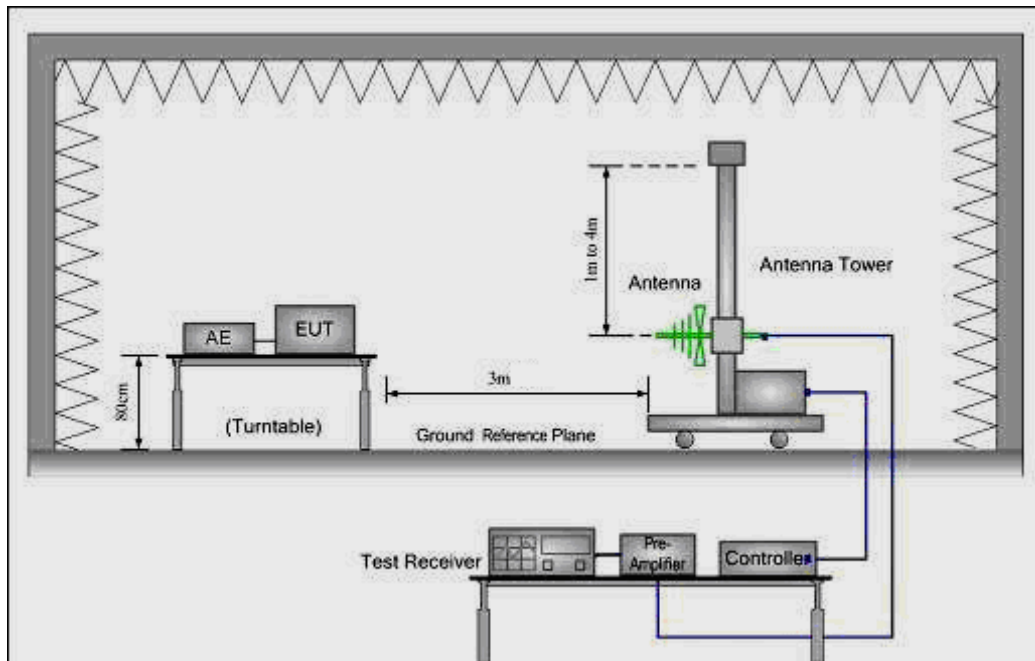 1m to 4m
Antenna
Antenna Tower
AE
EUT
80cm
3m
(Turntable)
Ground Reference Plane
Test Receiver
Pre-
Amplifier
Controller